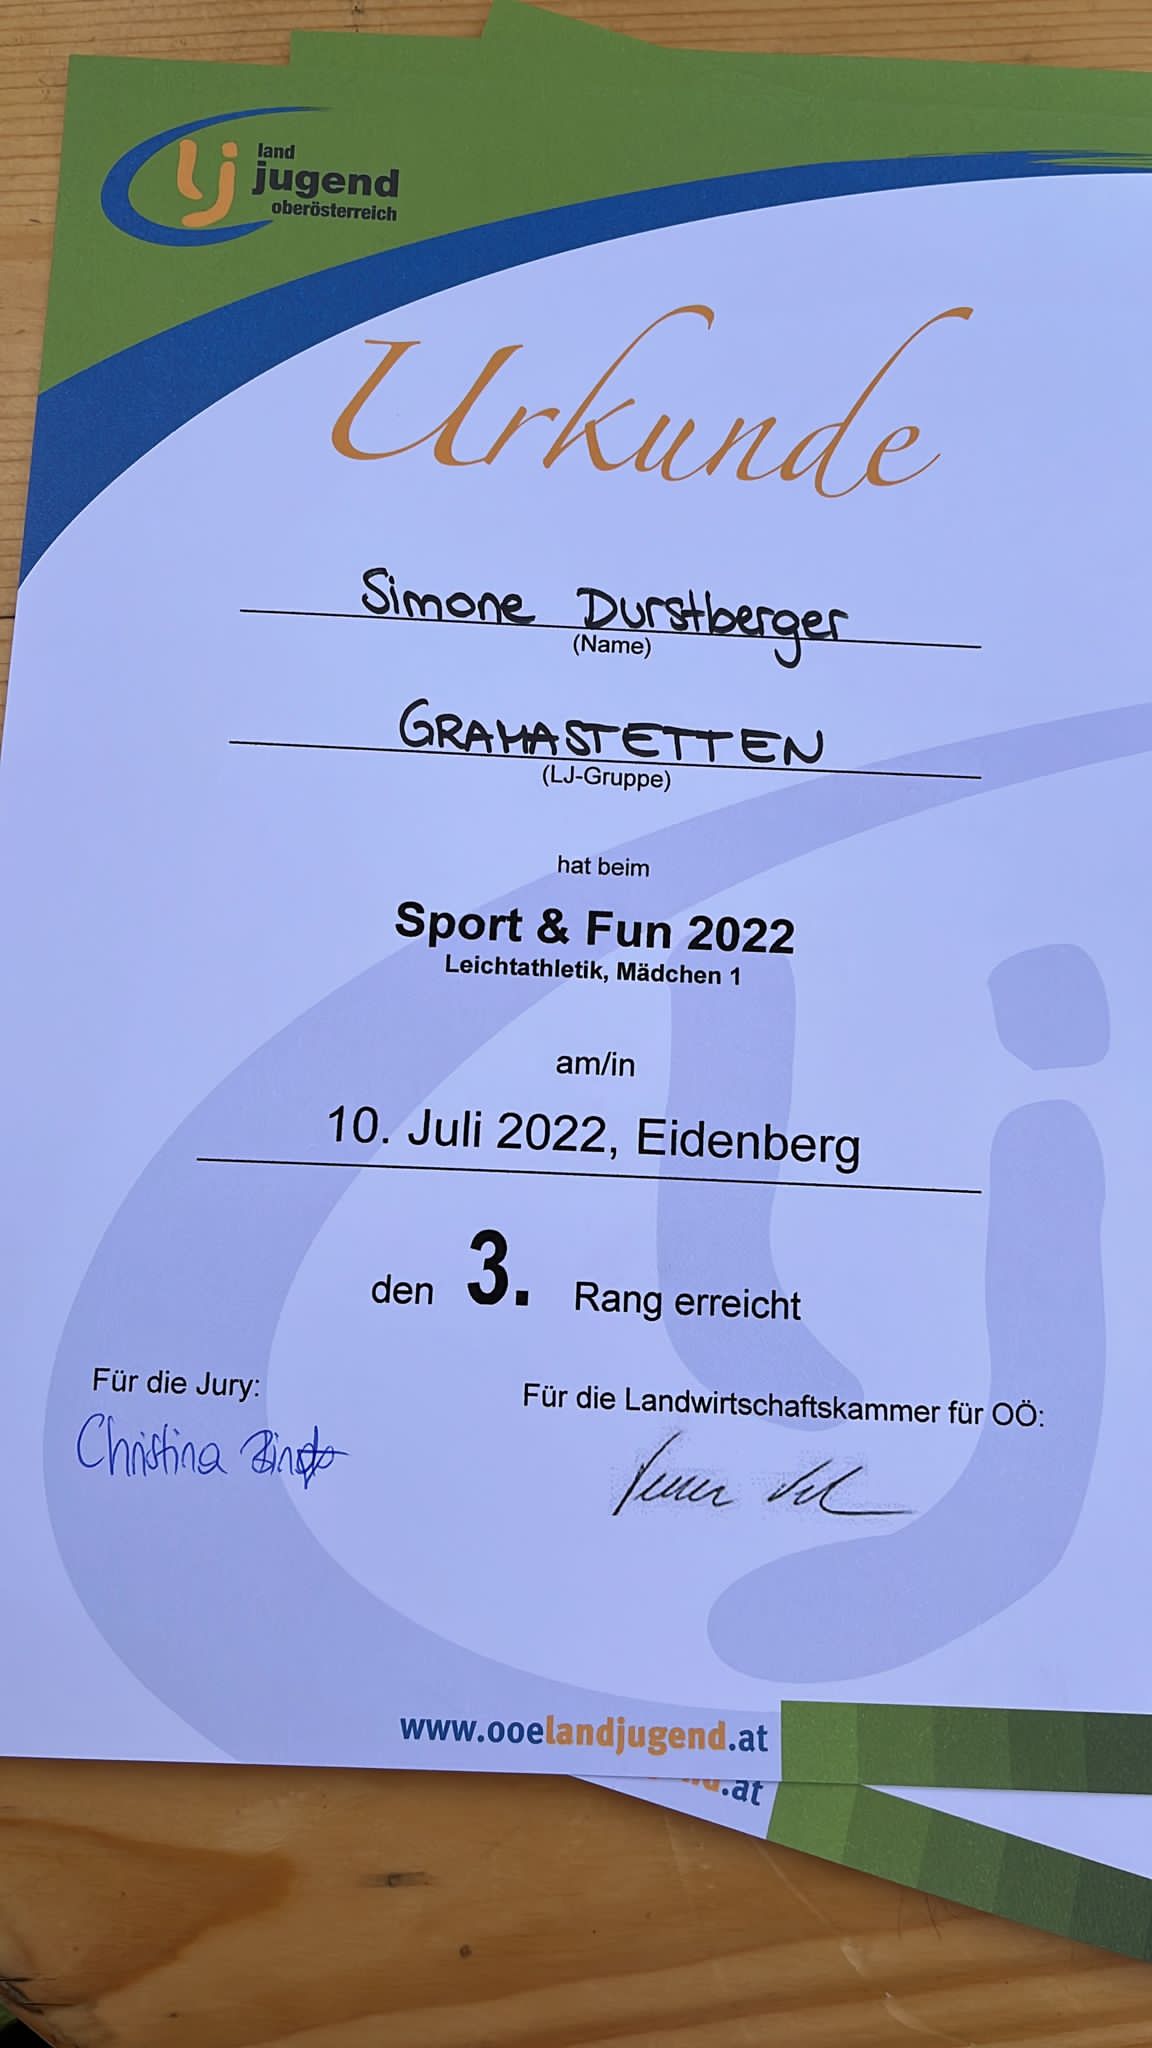 land
jugend
oberösterreich
Urkunde
Simone Durstberger
(Name)
GRAMASTETTEN
(LJ-Gruppe)
hat beim
Sport & Fun 2022
Leichtathletik, Mädchen 1
am/in
10. Juli 2022, Eidenberg
den 3. Rang erreicht
Für die Jury:
Christina
Für die Landwirtschaftskammer für OÖ:
www.ooelandjugend.at
.at